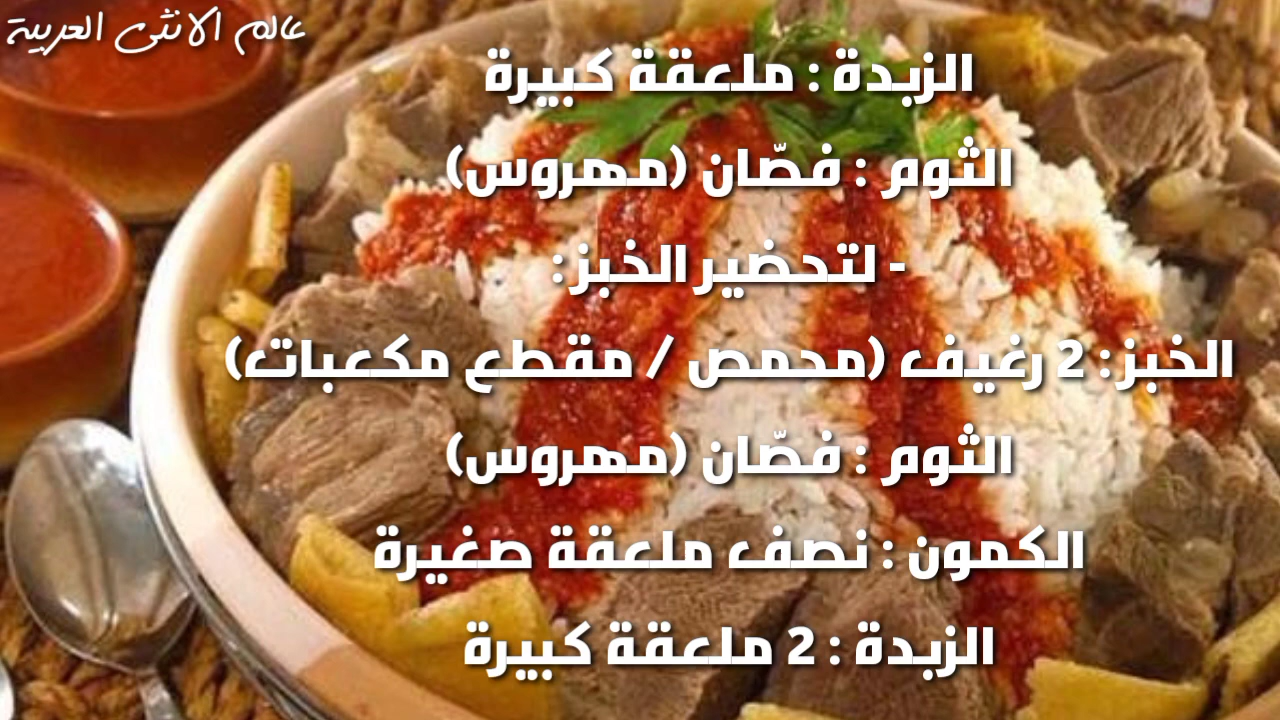 عالم الانثى العربية
الزبدة : ملعقة كبيرة
الثوم : فصّان (مهروس)
- لتحضير الخبز:
الخبز: 2 رغيف (محمص / مقطع مكعبات)
الثوم : فصّان (مهروس)
الكمون : نصف ملعقة صغيرة
الزبدة : 2 ملعقة كبيرة